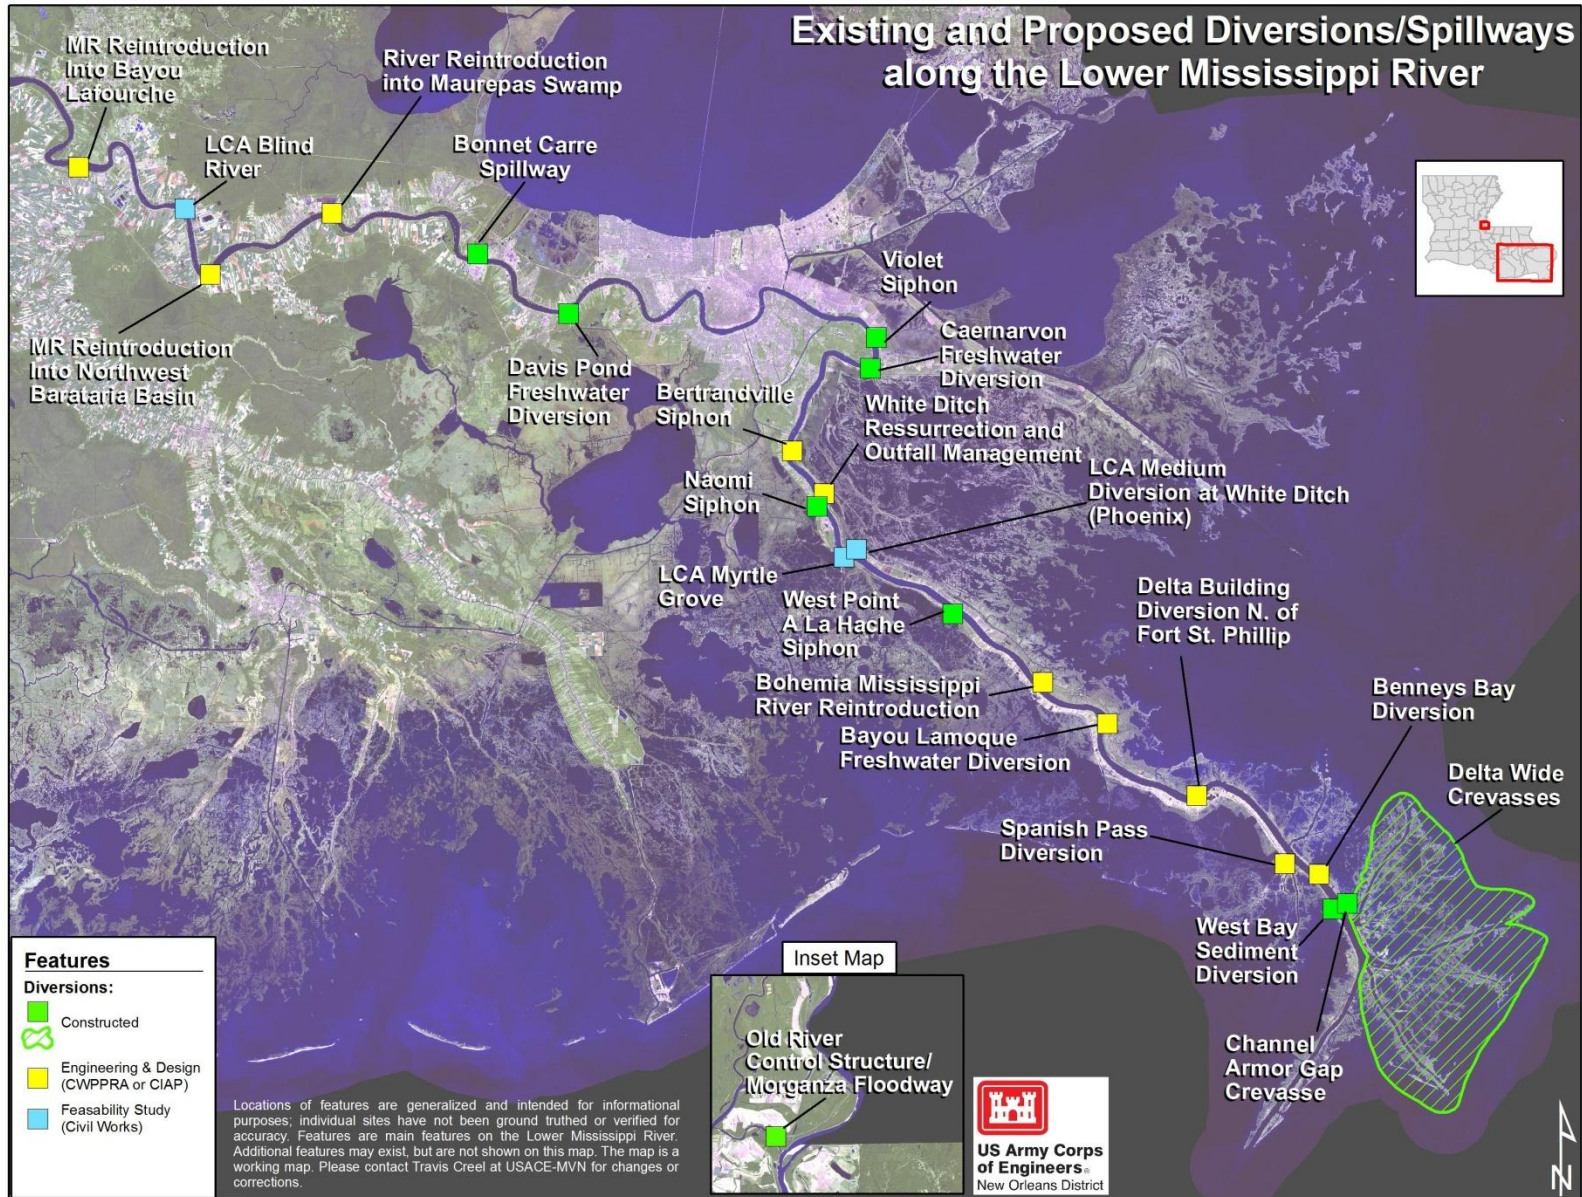 Existing and Proposed Diversions/Spillways
along the Lower Mississippi River
MR Reintroduction
Into Bayou
Lafourche
River Reintroduction
into Maurepas Swamp
LCA Blind
River
Bonnet Carre
Spillway
Violet
Siphon
Caernarvon
Freshwater
Diversion
MR Reintroduction
Into Northwest
Barataria Basin
Davis Pond
Freshwater
Diversion
Bertrandville
Siphon
White Ditch
Ressurrection and
Outfall Management
Naomi
Siphon
LCA Medium
Diversion at White Ditch
(Phoenix)
LCA Myrtle
Grove
West Point
A La Hache
Siphon
Delta Building
Diversion N. of
Fort St. Phillip
Bohemia Mississippi
River Reintroduction
Benneys Bay
Diversion
Bayou Lamoque
Freshwater Diversion
Delta Wide
Crevasses
Spanish Pass
Diversion
West Bay
Sediment
Diversion
Channel
Armor Gap
Crevasse
Inset Map
Old River
Control Structure/
Morganza Floodway
Features
Diversions:
Constructed
Engineering & Design
(CWPPRA or CIAP)
Feasability Study
(Civil Works)
Locations of features are generalized and intended for informational
purposes; individual sites have not been ground truthed or verified for
accuracy. Features are main features on the Lower Mississippi River.
Additional features may exist, but are not shown on this map. The map is a
working map. Please contact Travis Creel at USACE-MVN for changes or
corrections.
US Army Corps
of Engineers®
New Orleans District
N